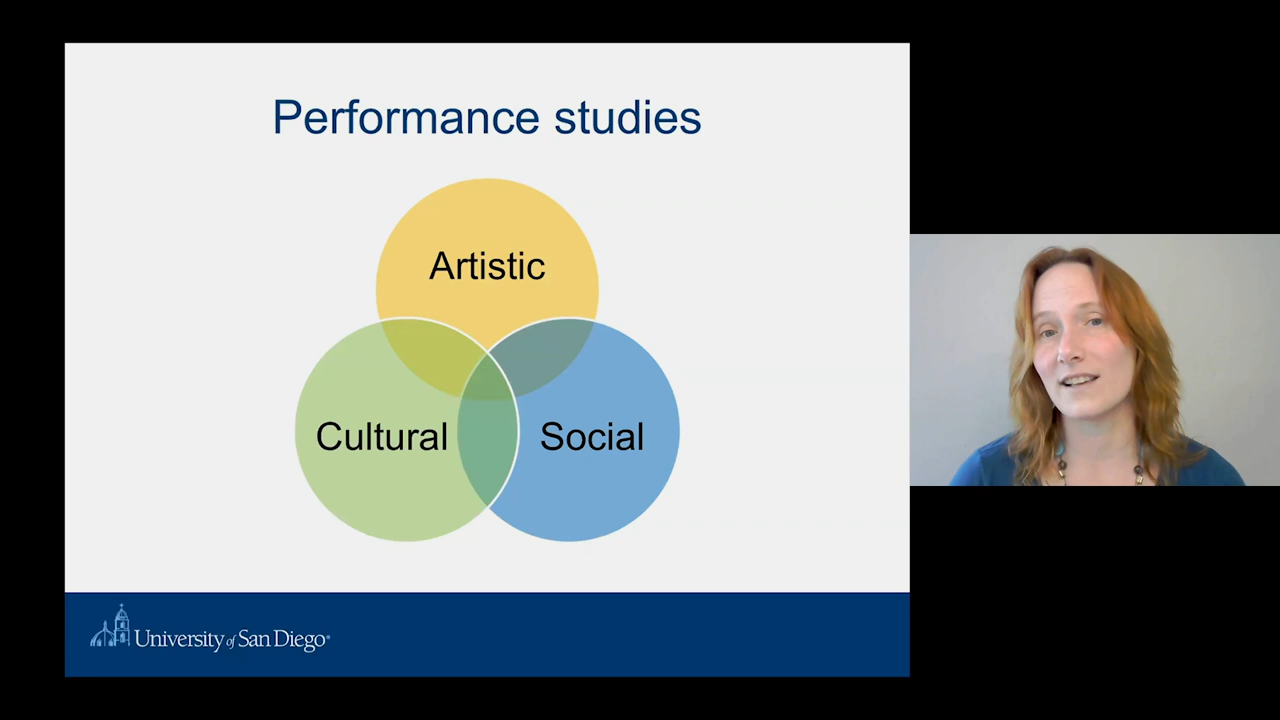 Performance studies
Artistic
Cultural
Social
University of San Diego®